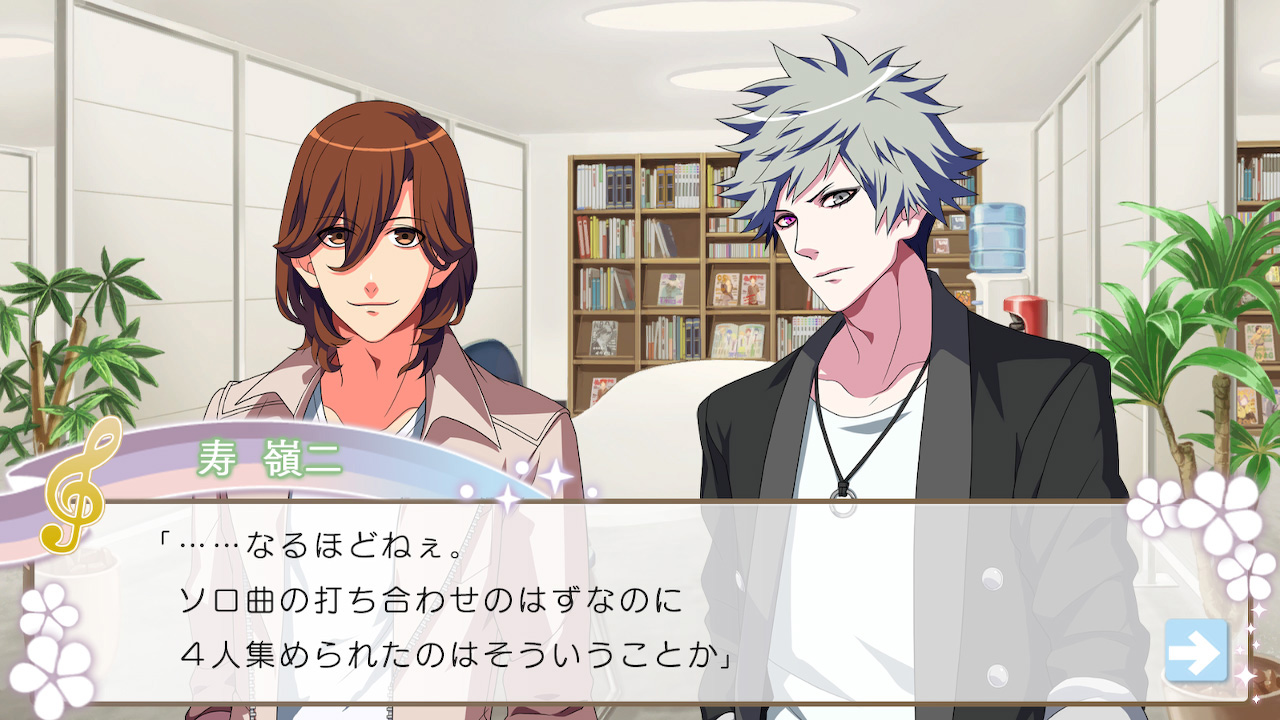 寿 嶺二
「……なるほどねぇ。
ソロ曲の打ち合わせのはずなのに
４人集められたのはそういうことか」